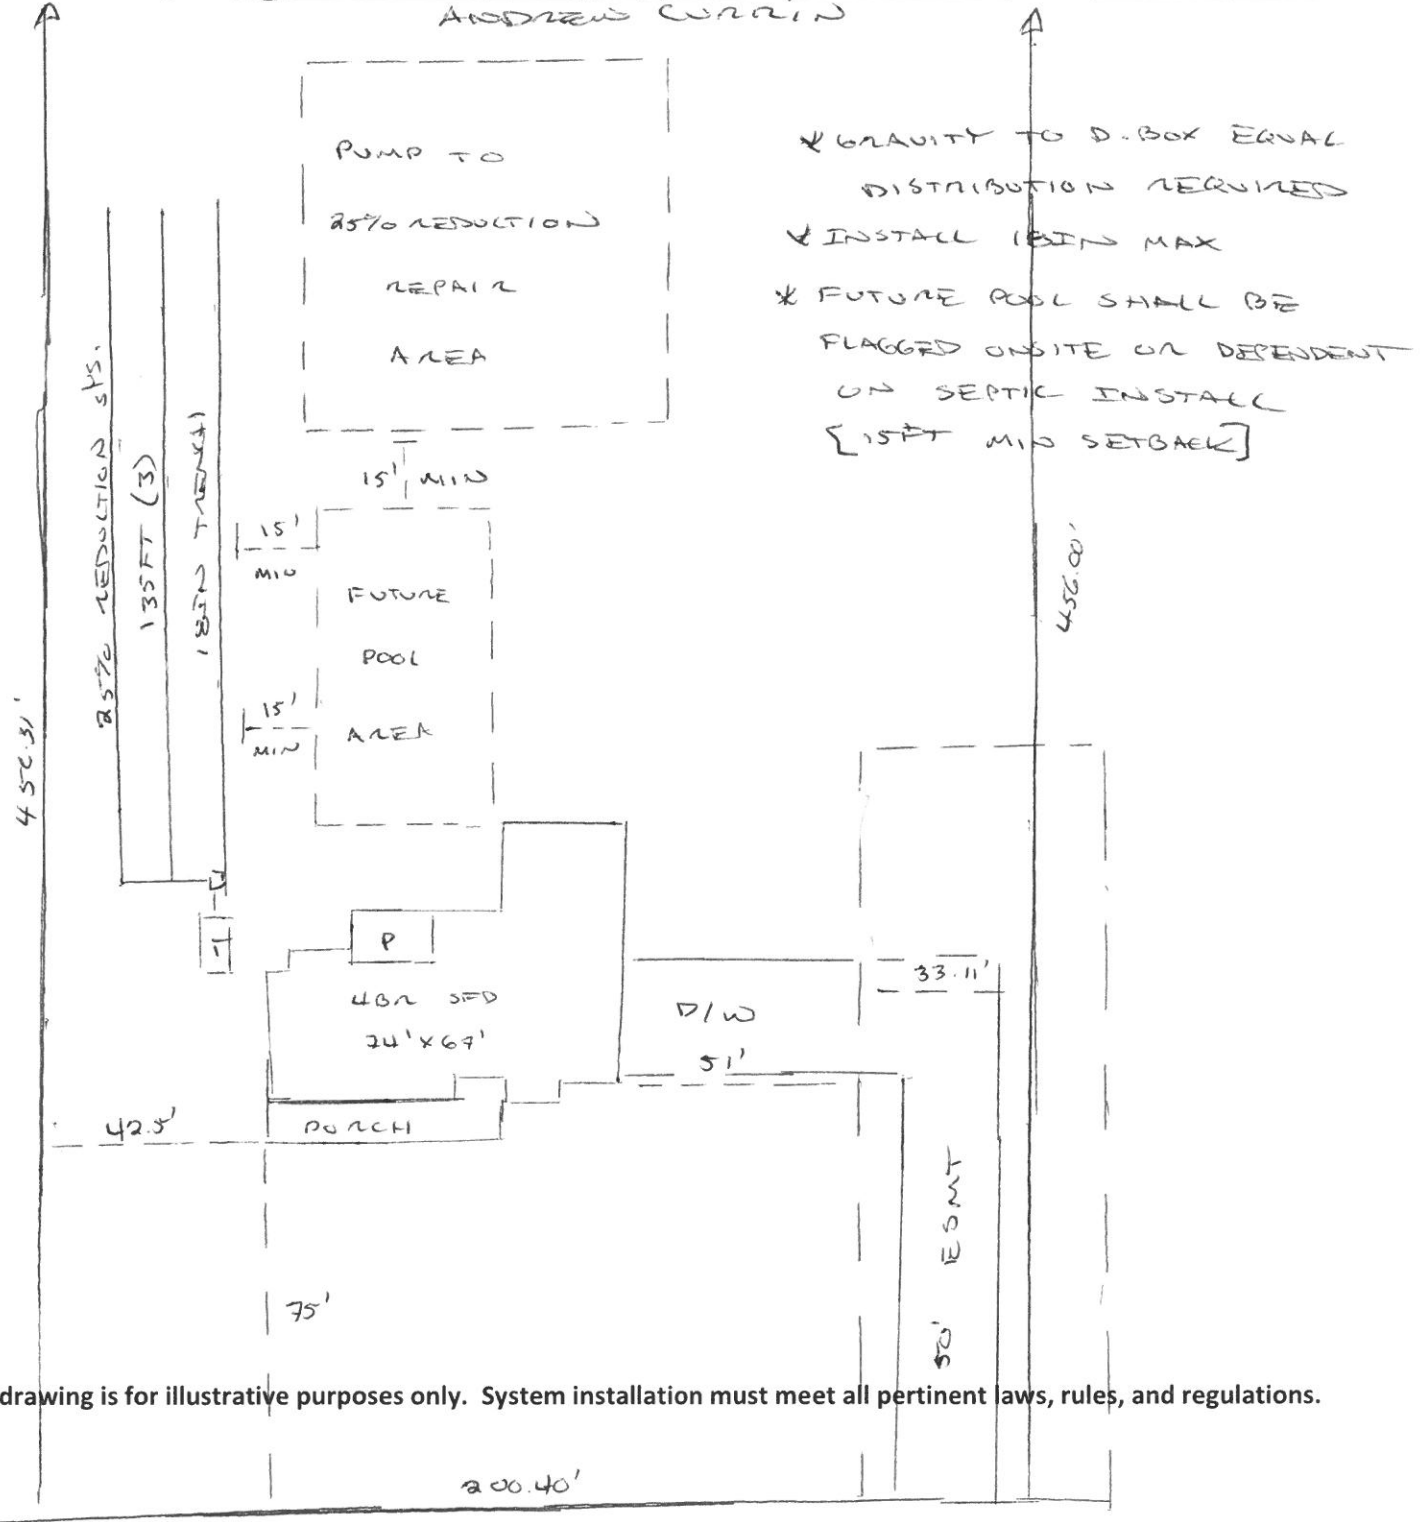 ANDREW CURRIN
PUMP TO
25% REDUCTION
REPAIR
AREA
* GRAVITY TO D-BOX EQUAL
DISTRIBUTION REQUIRED
* INSTALL 18IN MAX
* FUTURE POOL SHALL BE
FLAGGED ONSITE OR DEPENDENT
ON SEPTIC INSTALL
[15FT MIN SETBACK]
25% REDUCTION SYS.
135FT (3)
18IN TRENCH
15' MIN
15'
MIN
15'
MIN
FUTURE
POOL
AREA
456.00'
T
P
4BR SFD
74'x67'
D/W
51'
33.11'
42.5'
PORCH
75'
50' ESMT
drawing is for illustrative purposes only. System installation must meet all pertinent laws, rules, and regulations.
200.40'